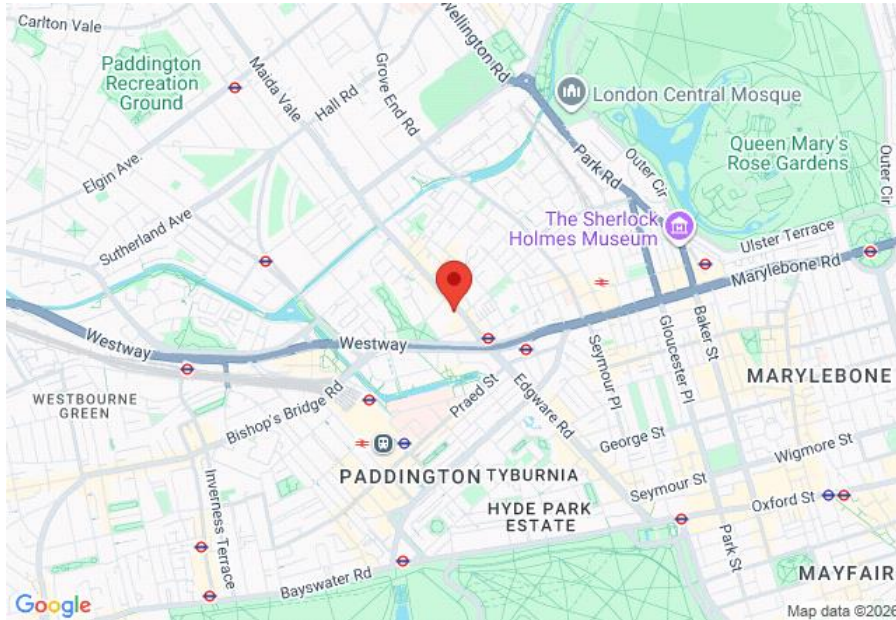 Carlton Vale
Wellington Rd
Paddington
Recreation
Ground
Maida Vale
Grove End Rd
Hall Rd
London Central Mosque
Park Rd
Outer Cir
Queen Mary's
Rose Gardens
Outer Cir
Elgin Ave.
Sutherland Ave
The Sherlock
Holmes Museum
Ulster Terrace
Marylebone Rd
Westway
Westway
Seymour Pl
Gloucester Pl
Baker St
MARYLEBONE
WESTBOURNE
GREEN
Bishop's Bridge Rd
Praed St
Edgware Rd
George St
Wigmore St
PADDINGTON
TYBURNIA
Seymour St
Oxford St
HYDE PARK
ESTATE
Inverness Terrace
Park St
Bayswater Rd
MAYFAIR
Google
Map data ©2026